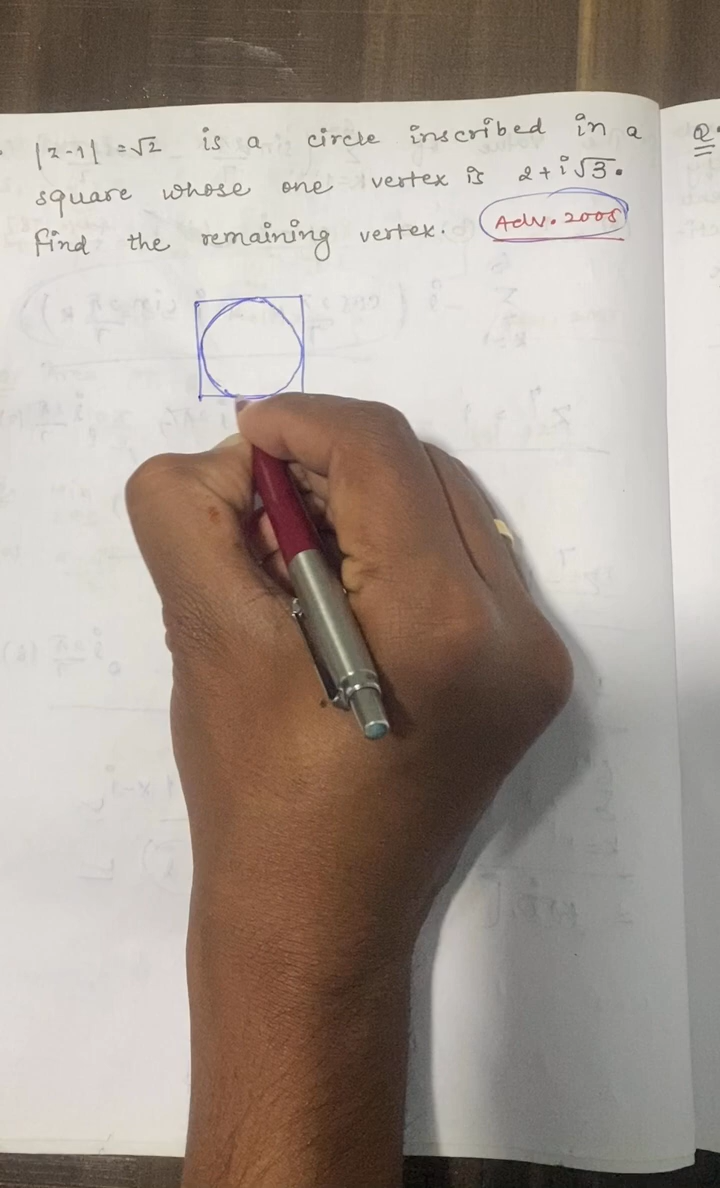 |z-1| = √2 is a circle inscribed in a
square whose one vertex is 2+i√3.
find the remaining vertex. Adv. 2005
Q.